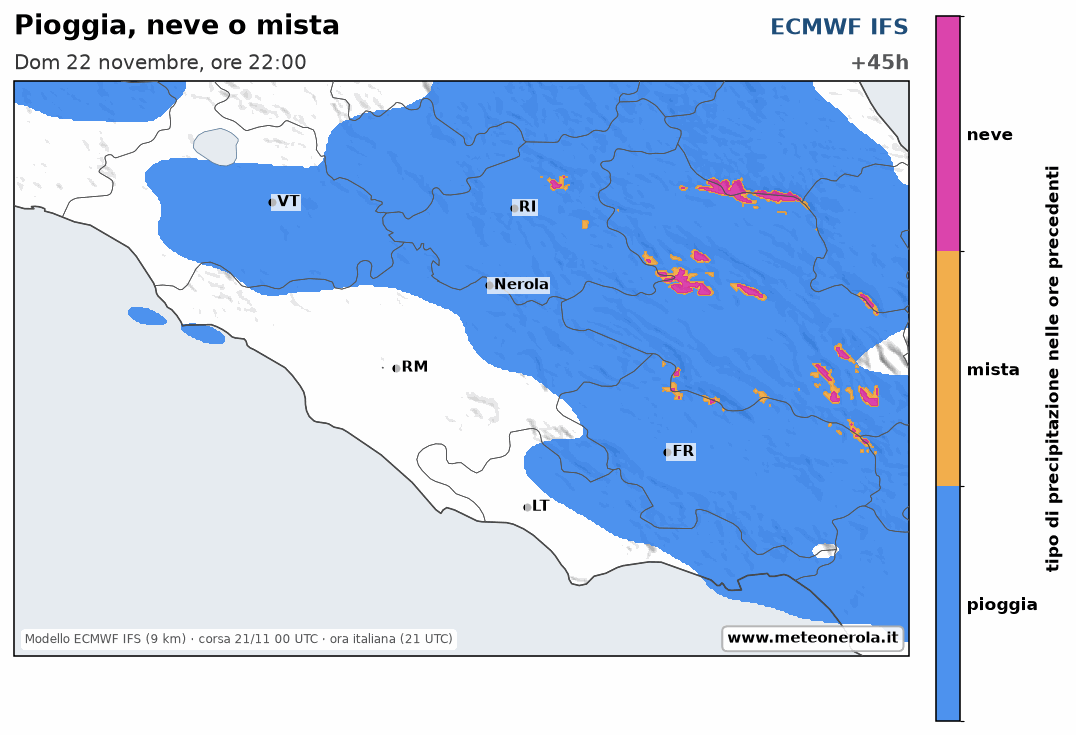 Pioggia, neve o mista
ECMWF IFS
Dom 22 novembre, ore 22:00
+45h
neve
VT
RI
Nerola
mista
RM
FR
LT
pioggia
tipo di precipitazione nelle ore precedenti
Modello ECMWF IFS (9 km) · corsa 21/11 00 UTC · ora italiana (21 UTC)
www.meteonerola.it